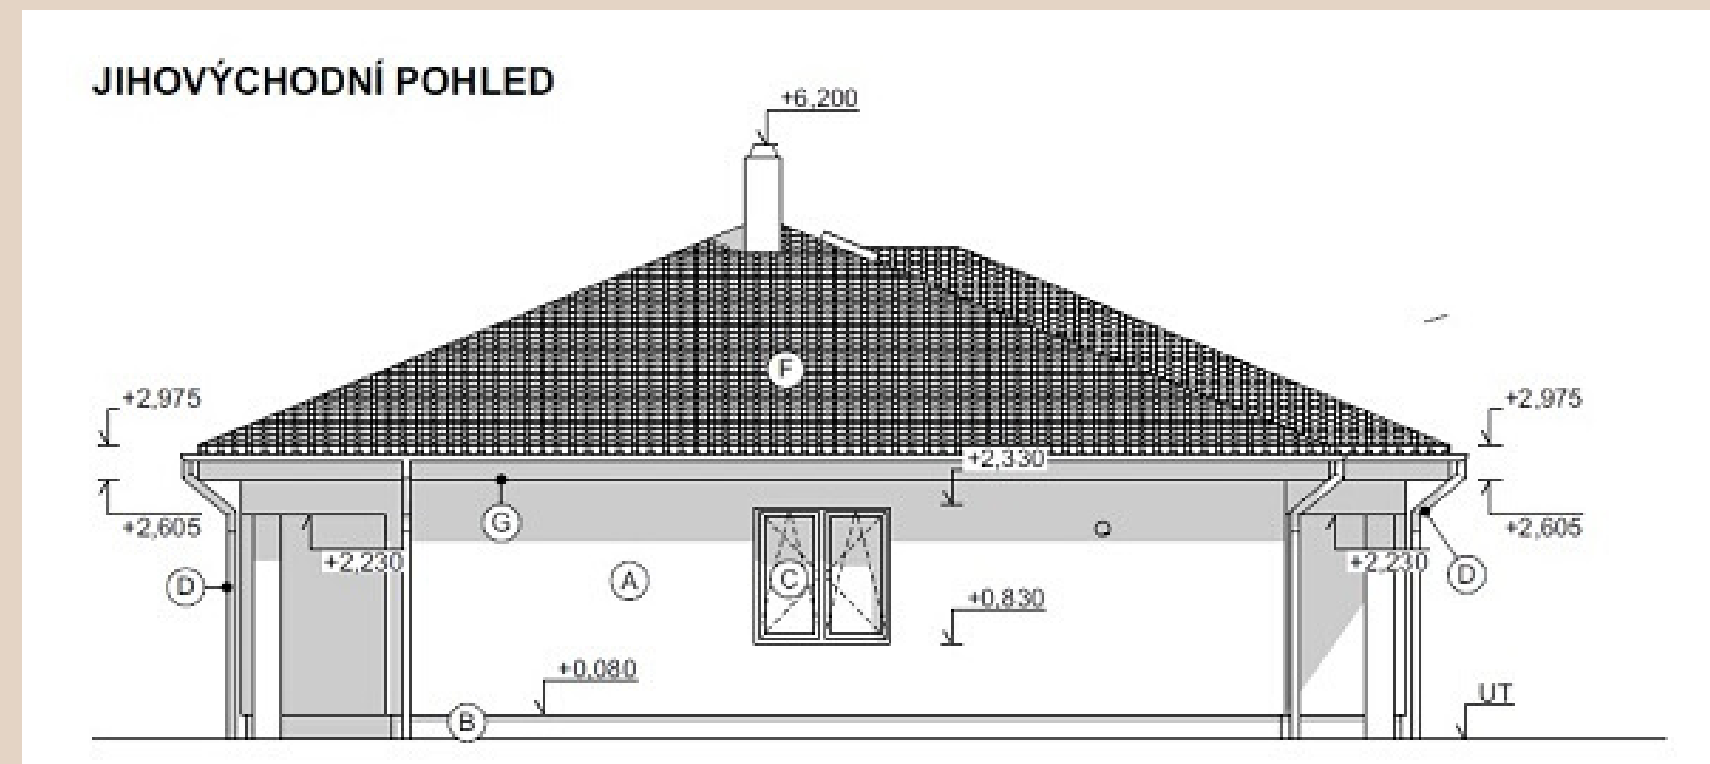 JIHOVÝCHODNÍ POHLED
+6,200
F
+2,975
+2,975
+2,330
+2,605
G
+2,605
+2,230
+2,230
D
A
C
D
+0,830
+0,080
UT
B